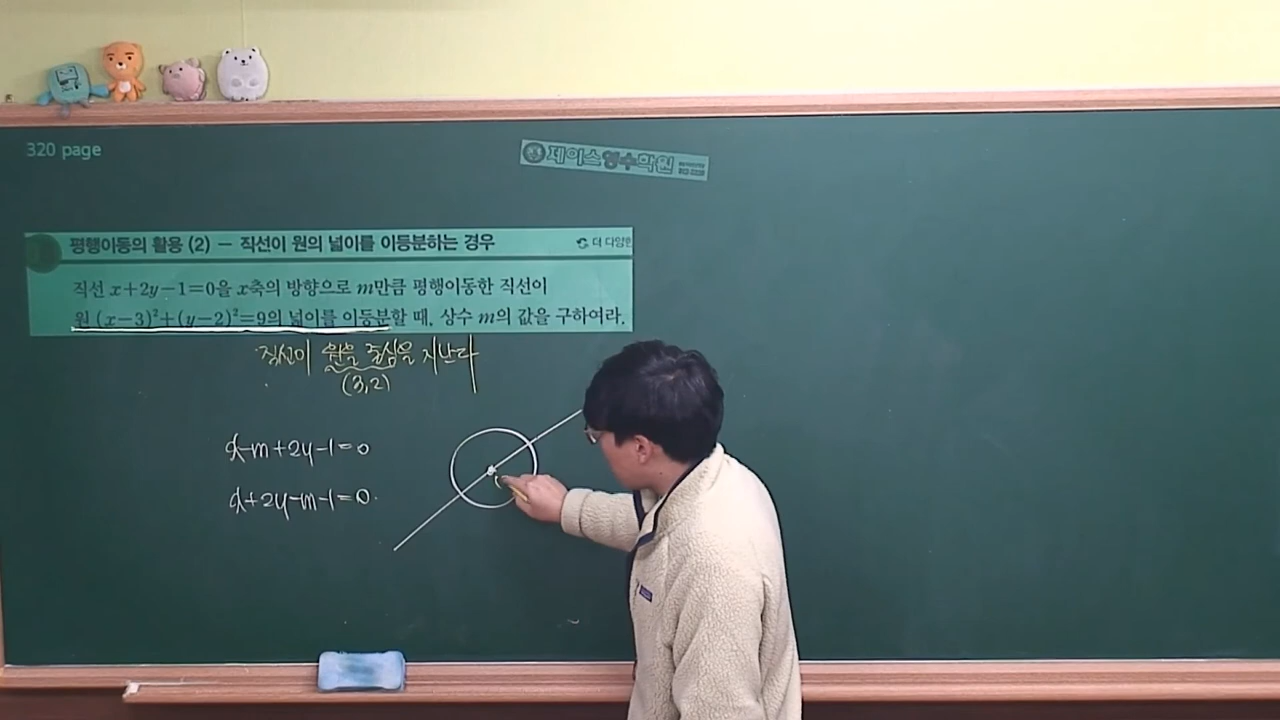 320 page
제이스영수학원
평행이동의 활용 (2) - 직선이 원의 넓이를 이등분하는 경우
더 다양한
직선 x+2y-1=0을 x축의 방향으로 m만큼 평행이동한 직선이
원 (x-3)²+(y-2)²=9의 넓이를 이등분할 때, 상수 m의 값을 구하여라.
직선이 원을 중심을 지난다
(3,2)
x-m+2y-1=0
x+2y-m-1=0.